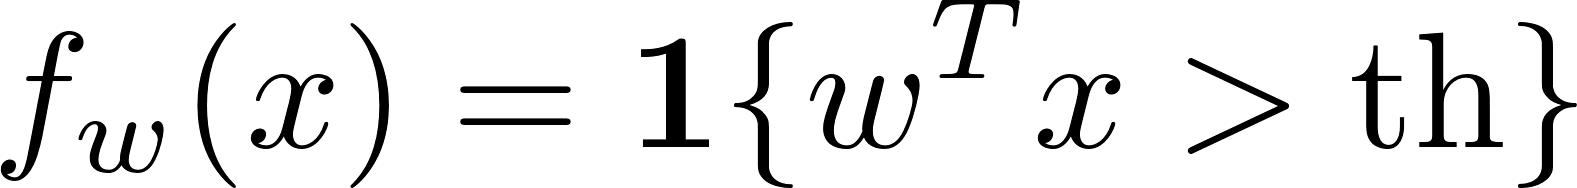 f_w(x) = 1{w^T x > th}